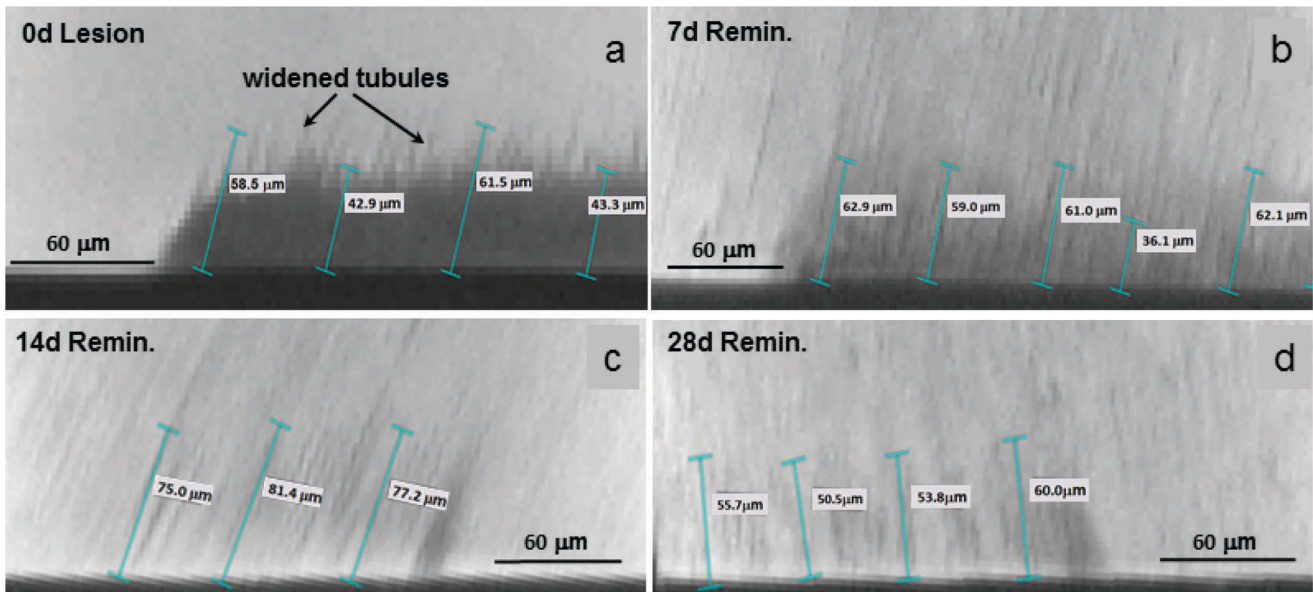 0d Lesion
a
widened tubules
58.5 µm
42.9 µm
61.5 µm
43.3 µm
60 µm
7d Remin.
b
62.9 µm
59.0 µm
61.0 µm
36.1 µm
62.1 µm
60 µm
14d Remin.
c
75.0 µm
81.4 µm
77.2 µm
60 µm
28d Remin.
d
55.7µm
50.5µm
53.8µm
60.0µm
60 µm